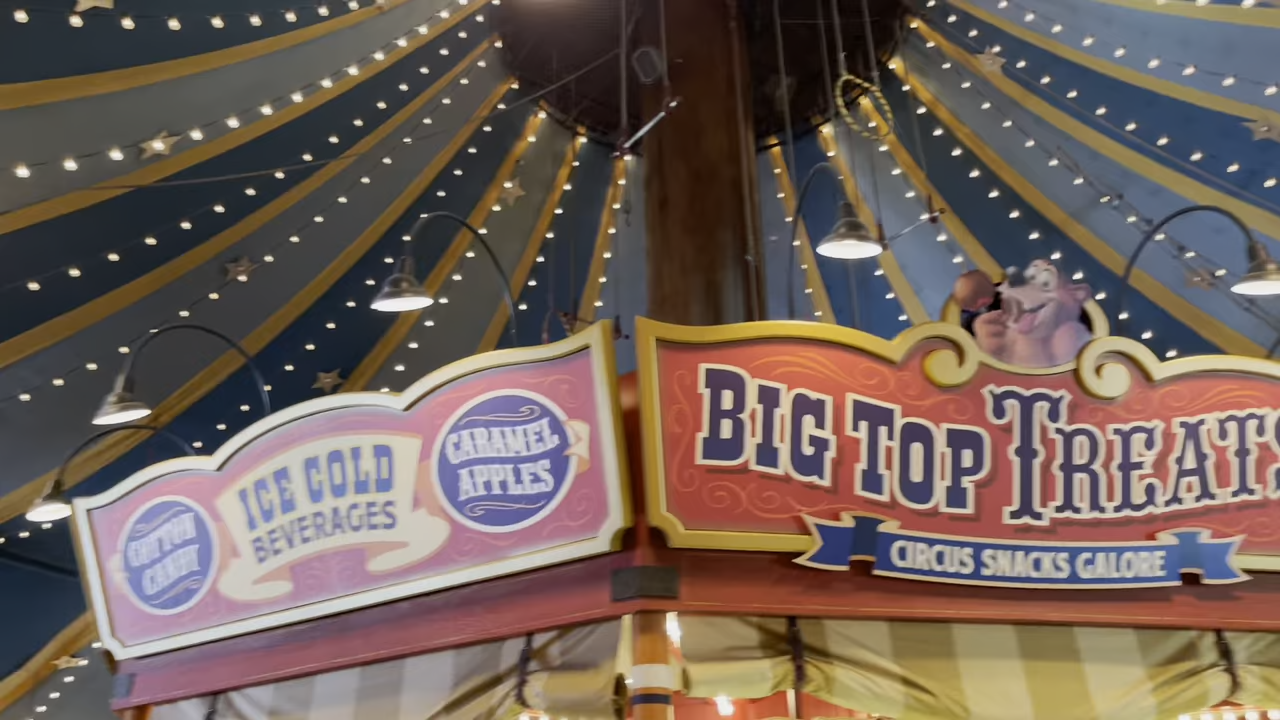 COTTON
CANDY
ICE COLD
BEVERAGES
CARAMEL
APPLES
BIG TOP TREATS
CIRCUS SNACKS GALORE